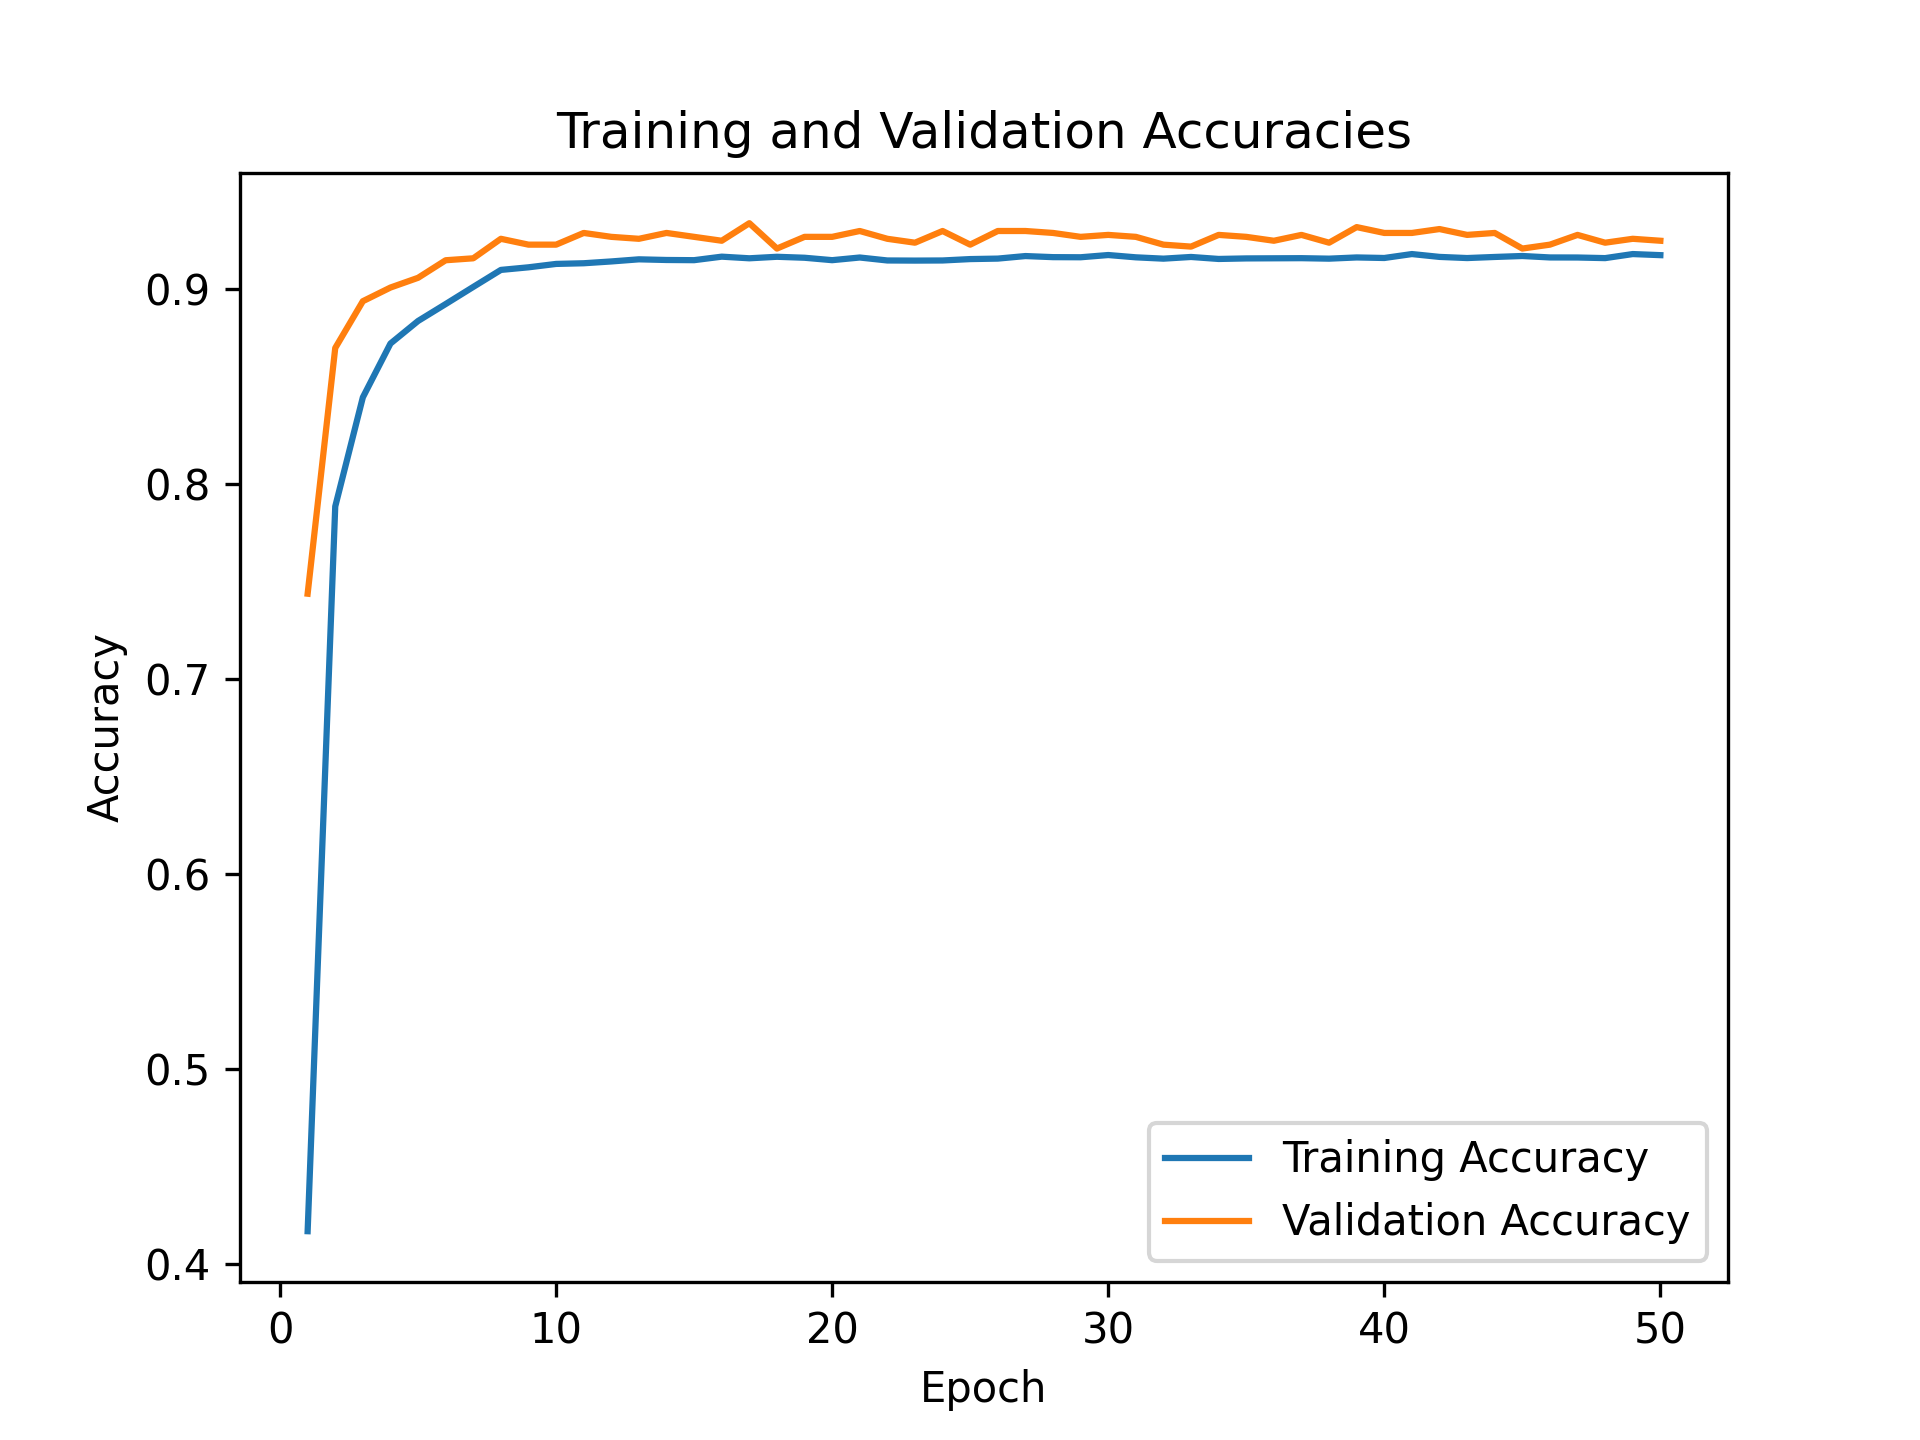 Training and Validation Accuracies
0.9
0.8
0.7
0.6
0.5
0.4
Accuracy
Training Accuracy
Validation Accuracy
0 10 20 30 40 50
Epoch